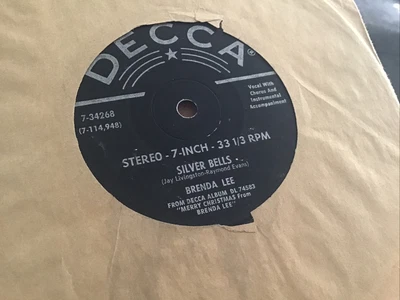 DECCA®
7-34268
(7-114,948)
Vocal With
Chorus And
Instrumental
Accompaniment
STEREO - 7-INCH - 33 1/3 RPM
SILVER BELLS
(Jay Livingston-Raymond Evans)
BRENDA LEE
FROM DECCA ALBUM DL 74583
"MERRY CHRISTMAS From
BRENDA LEE"